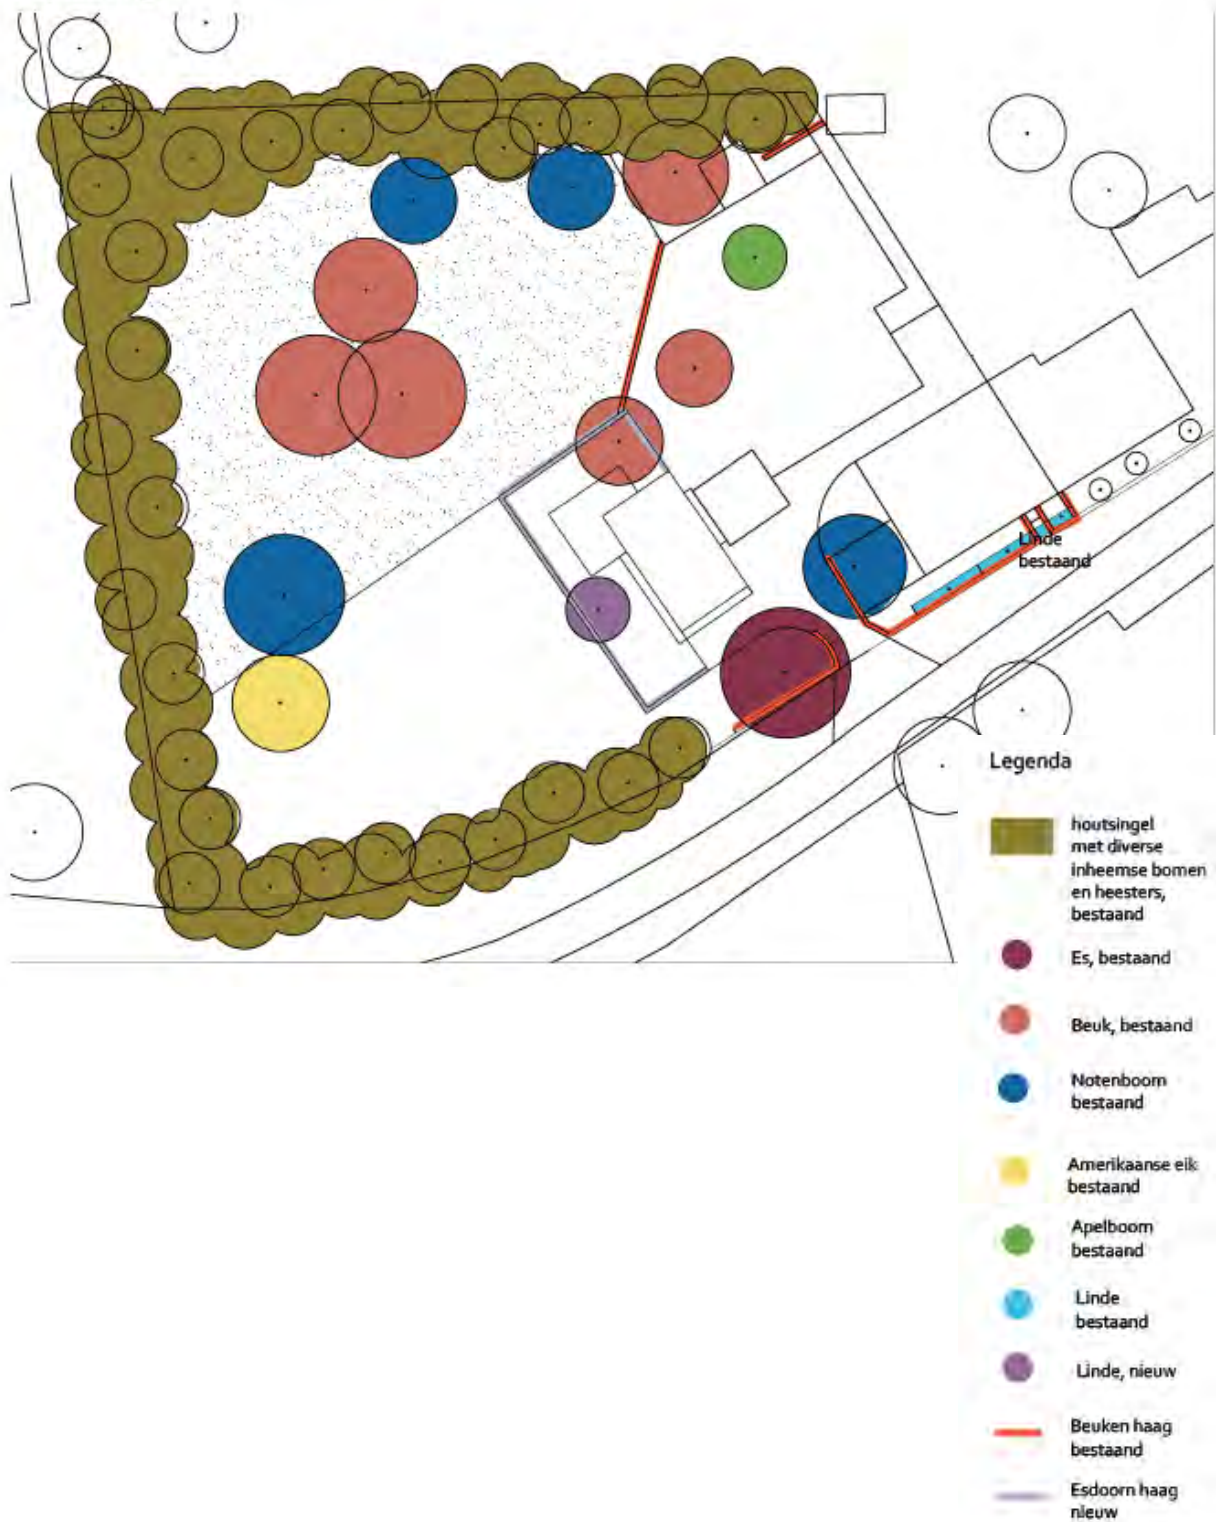 Linde
bestaand
Legenda
houtsingel
met diverse
inheemse bomen
en heesters,
bestaand
Es, bestaand
Beuk, bestaand
Notenboom
bestaand
Amerikaanse eik
bestaand
Apelboom
bestaand
Linde
bestaand
Linde, nieuw
Beuken haag
bestaand
Esdoorn haag
nieuw